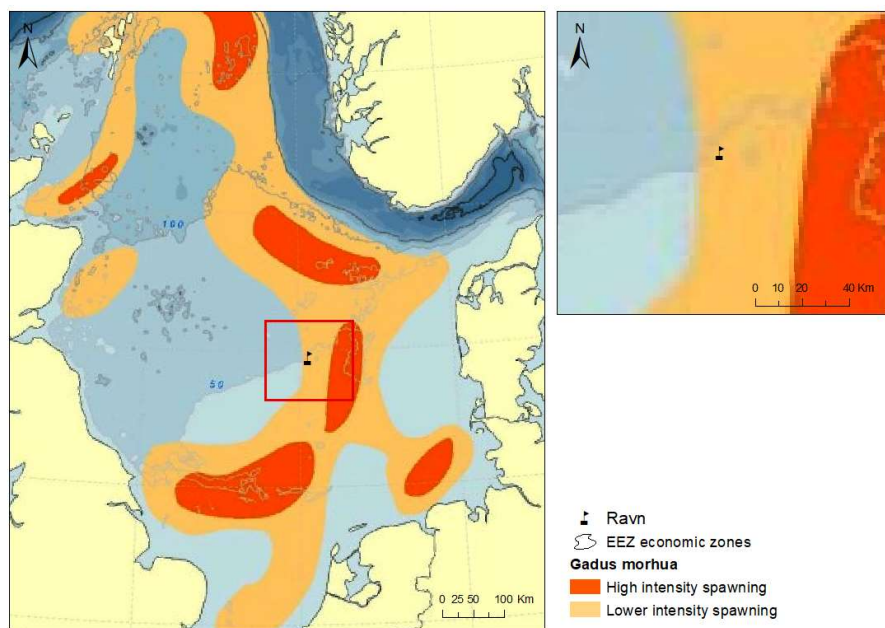 N
100
50
0 25 50 100 Km
N
0 10 20 40 Km
Ravn
EEZ economic zones
Gadus morhua
High intensity spawning
Lower intensity spawning